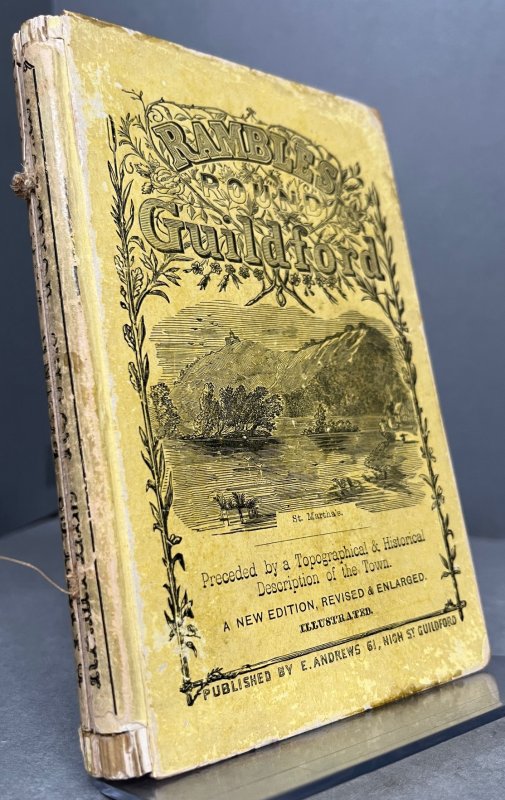 RAMBLES
ROUND
Guildford
St. Martha's.
Preceded by a Topographical & Historical
Description of the Town.
A NEW EDITION, REVISED & ENLARGED.
ILLUSTRATED.
PUBLISHED BY E. ANDREWS 61, HIGH ST GUILDFORD